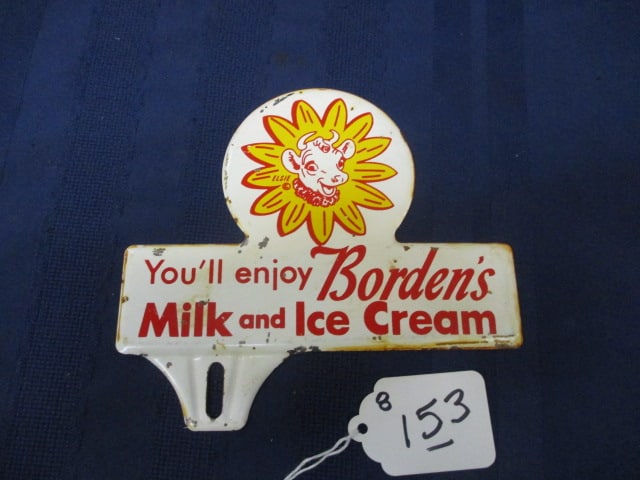 ELSIE ©
You'll enjoy Borden's
Milk and Ice Cream
8
153